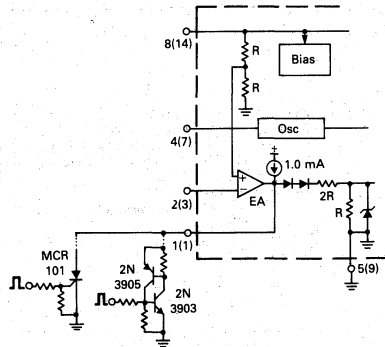 8(14)
R
Bias
R
4(7)
Osc
+
1.0 mA
+
2(3)
−
EA
2R
R
1(1)
MCR
101
2N
3905
2N
3903
5(9)